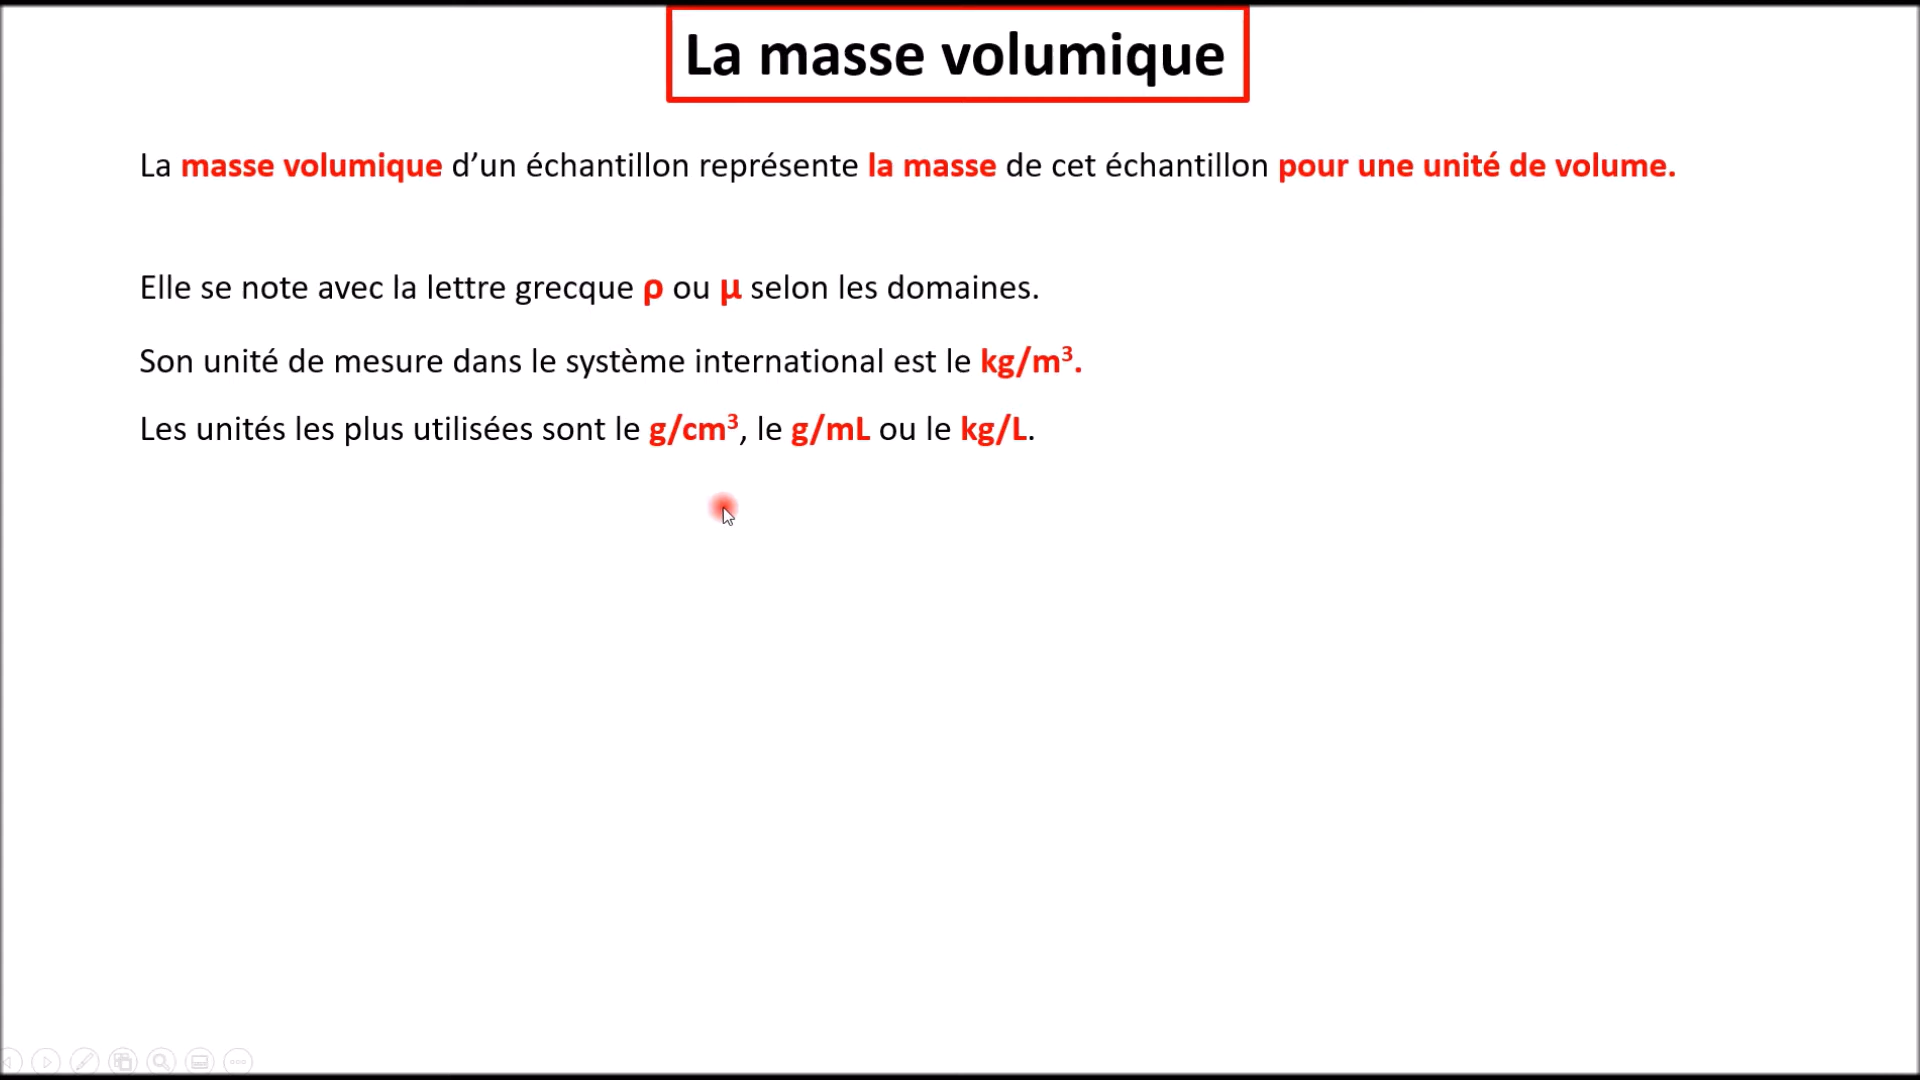 La masse volumique
La masse volumique d’un échantillon représente la masse de cet échantillon pour une unité de volume.
Elle se note avec la lettre grecque ρ ou μ selon les domaines.
Son unité de mesure dans le système international est le kg/m³.
Les unités les plus utilisées sont le g/cm³, le g/mL ou le kg/L.